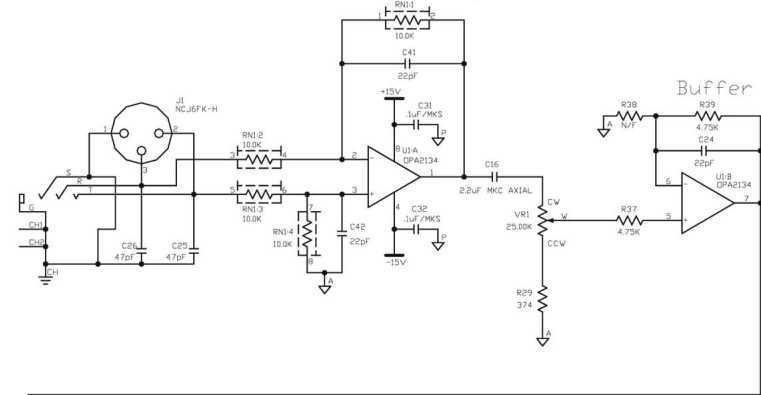 RN1:1
1
2
10.0K
C41
22pF
+15V
C31
.1uF/MKS
P
Buffer
R38
N/F
A
R39
4.75K
C24
22pF
J1
NCJ6FK-H
1
2
3
RN1:2
10.0K
3
4
2
8
U1:A
OPA2134
1
C16
2.2uF MKC AXIAL
S
R
T
G
CH1
CH2
CH
5
6
RN1:3
10.0K
3
4
7
RN1:4
10.0K
8
C42
22pF
A
C32
.1uF/MKS
P
-15V
C26
47pF
C25
47pF
CW
VR1
25.00K
W
CCW
R37
4.75K
6
5
U1:B
OPA2134
7
R29
374
A